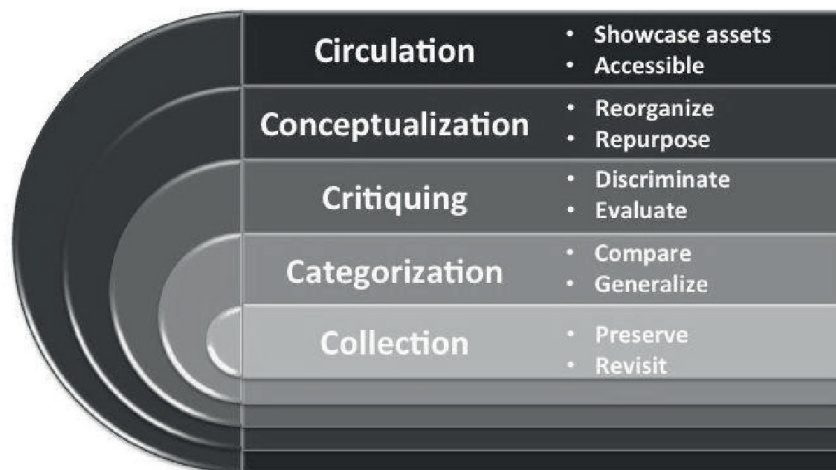 Circulation
• Showcase assets
• Accessible
Conceptualization
• Reorganize
• Repurpose
Critiquing
• Discriminate
• Evaluate
Categorization
• Compare
• Generalize
Collection
• Preserve
• Revisit